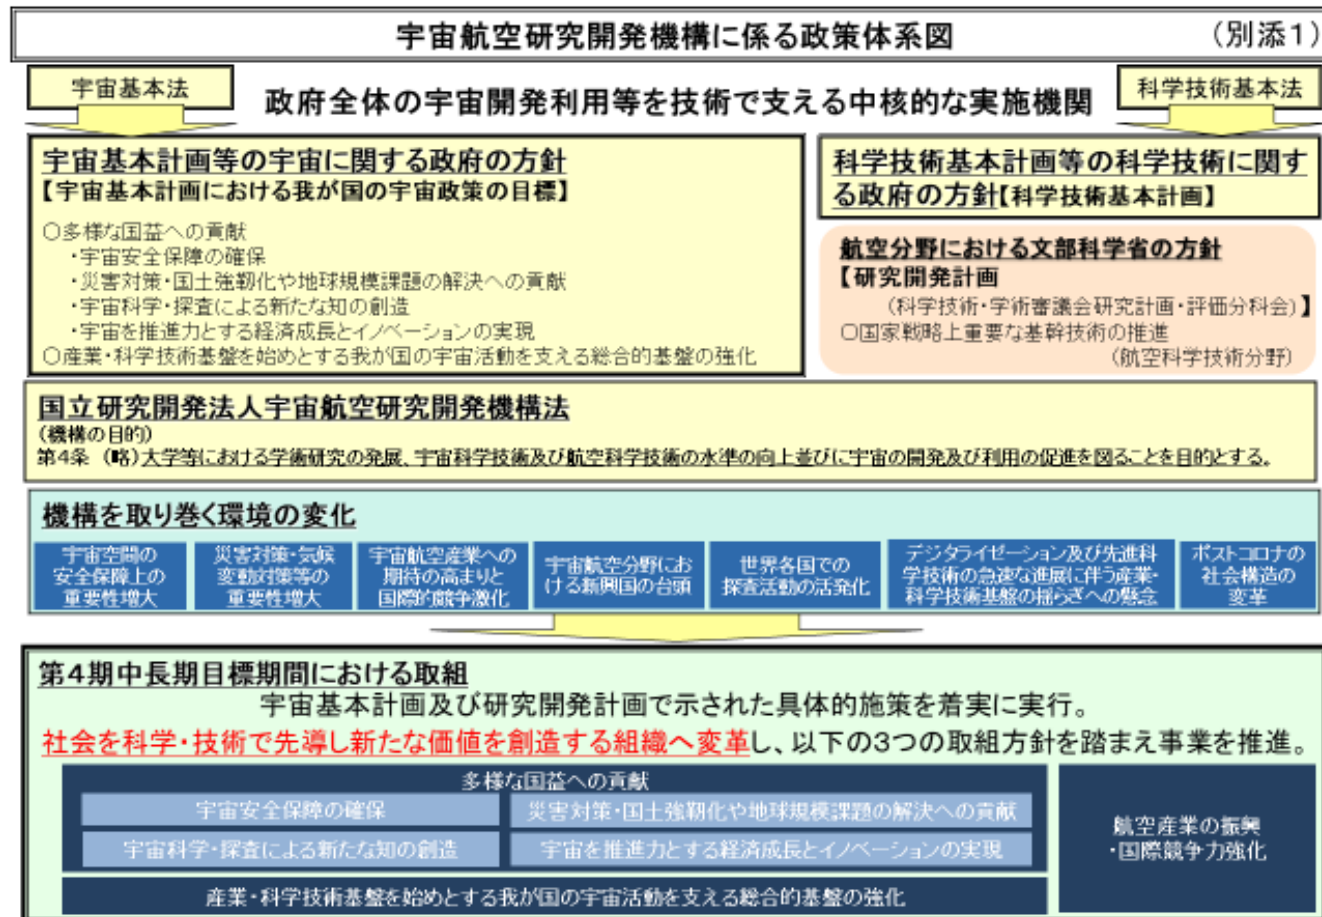 宇宙航空研究開発機構に係る政策体系図
(別添1)
宇宙基本法
政府全体の宇宙開発利用等を技術で支える中核的な実施機関
科学技術基本法
宇宙基本計画等の宇宙に関する政府の方針
【宇宙基本計画における我が国の宇宙政策の目標】
○多様な国益への貢献
・宇宙安全保障の確保
・災害対策・国土強靭化や地球規模課題の解決への貢献
・宇宙科学・探査による新たな知の創造
・宇宙を推進力とする経済成長とイノベーションの実現
○産業・科学技術基盤を始めとする我が国の宇宙活動を支える総合的基盤の強化
科学技術基本計画等の科学技術に関す
る政府の方針【科学技術基本計画】
航空分野における文部科学省の方針
【研究開発計画
(科学技術・学術審議会研究計画・評価分科会)】
○国家戦略上重要な基幹技術の推進
(航空科学技術分野)
国立研究開発法人宇宙航空研究開発機構法
(機構の目的)
第4条 (略)大学等における学術研究の発展、宇宙科学技術及び航空科学技術の水準の向上並びに宇宙の開発及び利用の促進を図ることを目的とする。
機構を取り巻く環境の変化
宇宙空間の
安全保障上の
重要性増大
災害対策・気候
変動対策等の
重要性増大
宇宙航空産業への
期待の高まりと
国際的競争激化
宇宙航空分野にお
ける新興国の台頭
世界各国での
探査活動の活発化
デジタライゼーション及び先進科
学技術の急速な進展に伴う産業・
科学技術基盤の揺らぎへの懸念
ポストコロナの
社会構造の
変革
第4期中長期目標期間における取組
宇宙基本計画及び研究開発計画で示された具体的施策を着実に実行。
社会を科学・技術で先導し新たな価値を創造する組織へ変革し、以下の3つの取組方針を踏まえ事業を推進。
多様な国益への貢献
宇宙安全保障の確保
災害対策・国土強靭化や地球規模課題の解決への貢献
宇宙科学・探査による新たな知の創造
宇宙を推進力とする経済成長とイノベーションの実現
産業・科学技術基盤を始めとする我が国の宇宙活動を支える総合的基盤の強化
航空産業の振興
・国際競争力強化